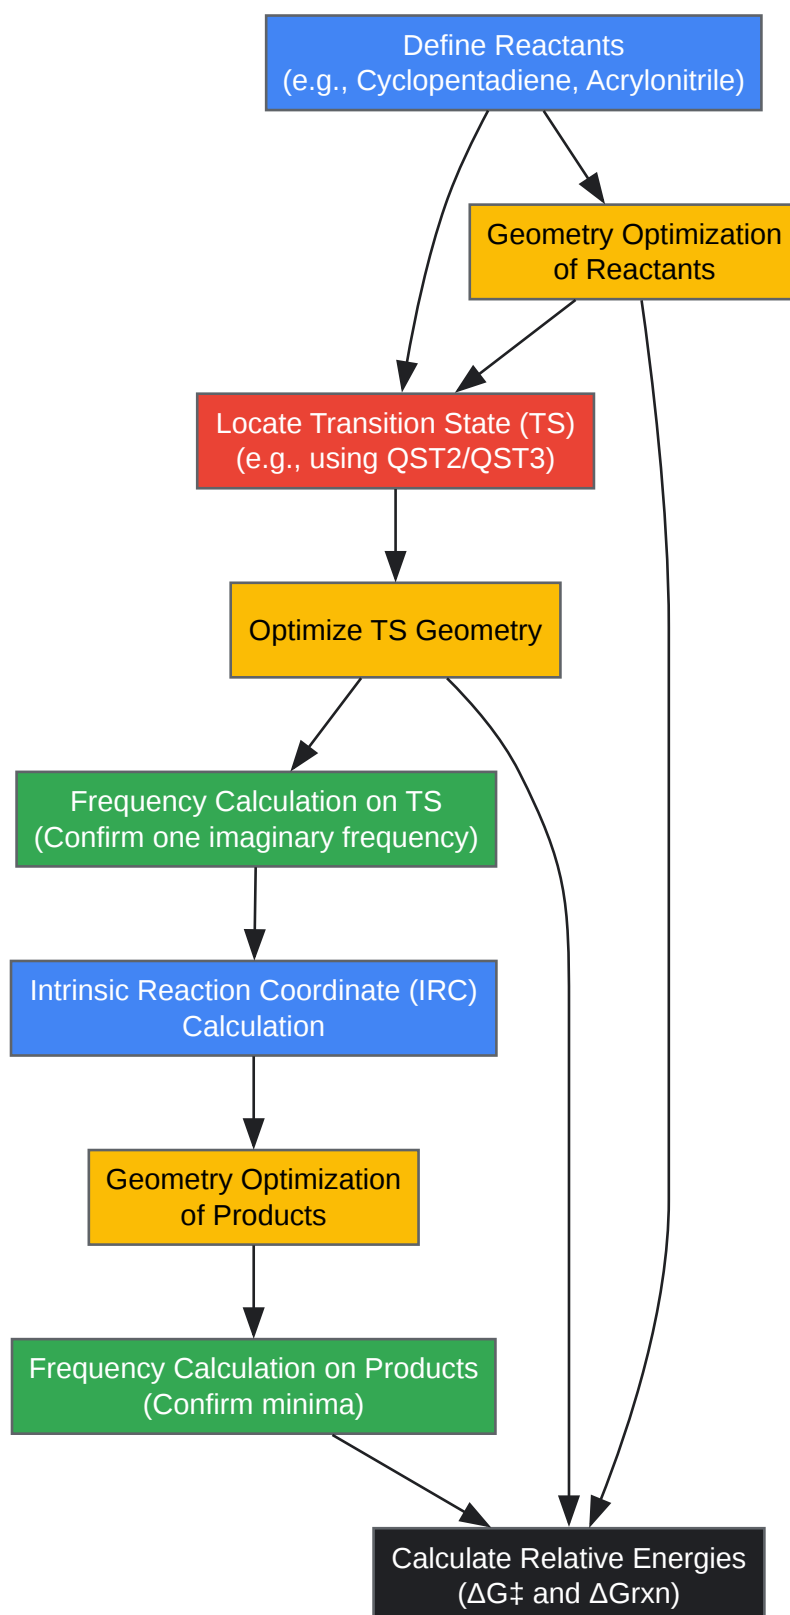 Define Reactants
(e.g., Cyclopentadiene, Acrylonitrile)
Geometry Optimization
of Reactants
Locate Transition State (TS)
(e.g., using QST2/QST3)
Optimize TS Geometry
Frequency Calculation on TS
(Confirm one imaginary frequency)
Intrinsic Reaction Coordinate (IRC)
Calculation
Geometry Optimization
of Products
Frequency Calculation on Products
(Confirm minima)
Calculate Relative Energies
(ΔG‡ and ΔGrxn)